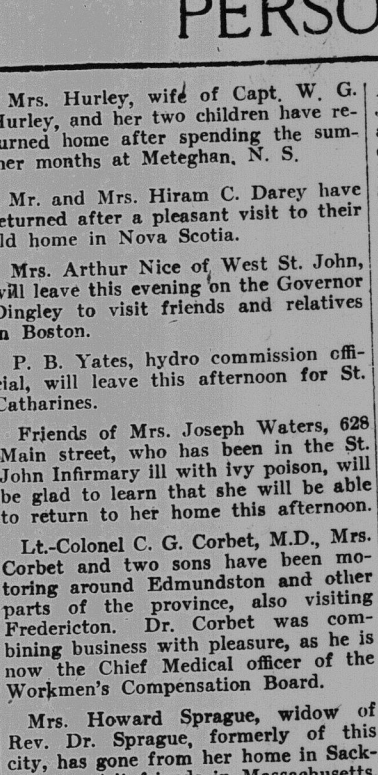 PERSO
Mrs. Hurley, wife of Capt. W. G.
Hurley, and her two children have re-
urned home after spending the sum-
ner months at Meteghan, N. S.
Mr. and Mrs. Hiram C. Darey have
eturned after a pleasant visit to their
ld home in Nova Scotia.
Mrs. Arthur Nice of West St. John,
will leave this evening on the Governor
Dingley to visit friends and relatives
n Boston.
P. B. Yates, hydro commission offi-
cial, will leave this afternoon for St.
Catharines.
Friends of Mrs. Joseph Waters, 628
Main street, who has been in the St.
John Infirmary ill with ivy poison, will
be glad to learn that she will be able
to return to her home this afternoon.
Lt.-Colonel C. G. Corbet, M.D., Mrs.
Corbet and two sons have been mo-
toring around Edmundston and other
parts of the province, also visiting
Fredericton. Dr. Corbet was com-
bining business with pleasure, as he is
now the Chief Medical officer of the
Workmen's Compensation Board.
Mrs. Howard Sprague, widow of
Rev. Dr. Sprague, formerly of this
city, has gone from her home in Sack-
friends in Massachusetts